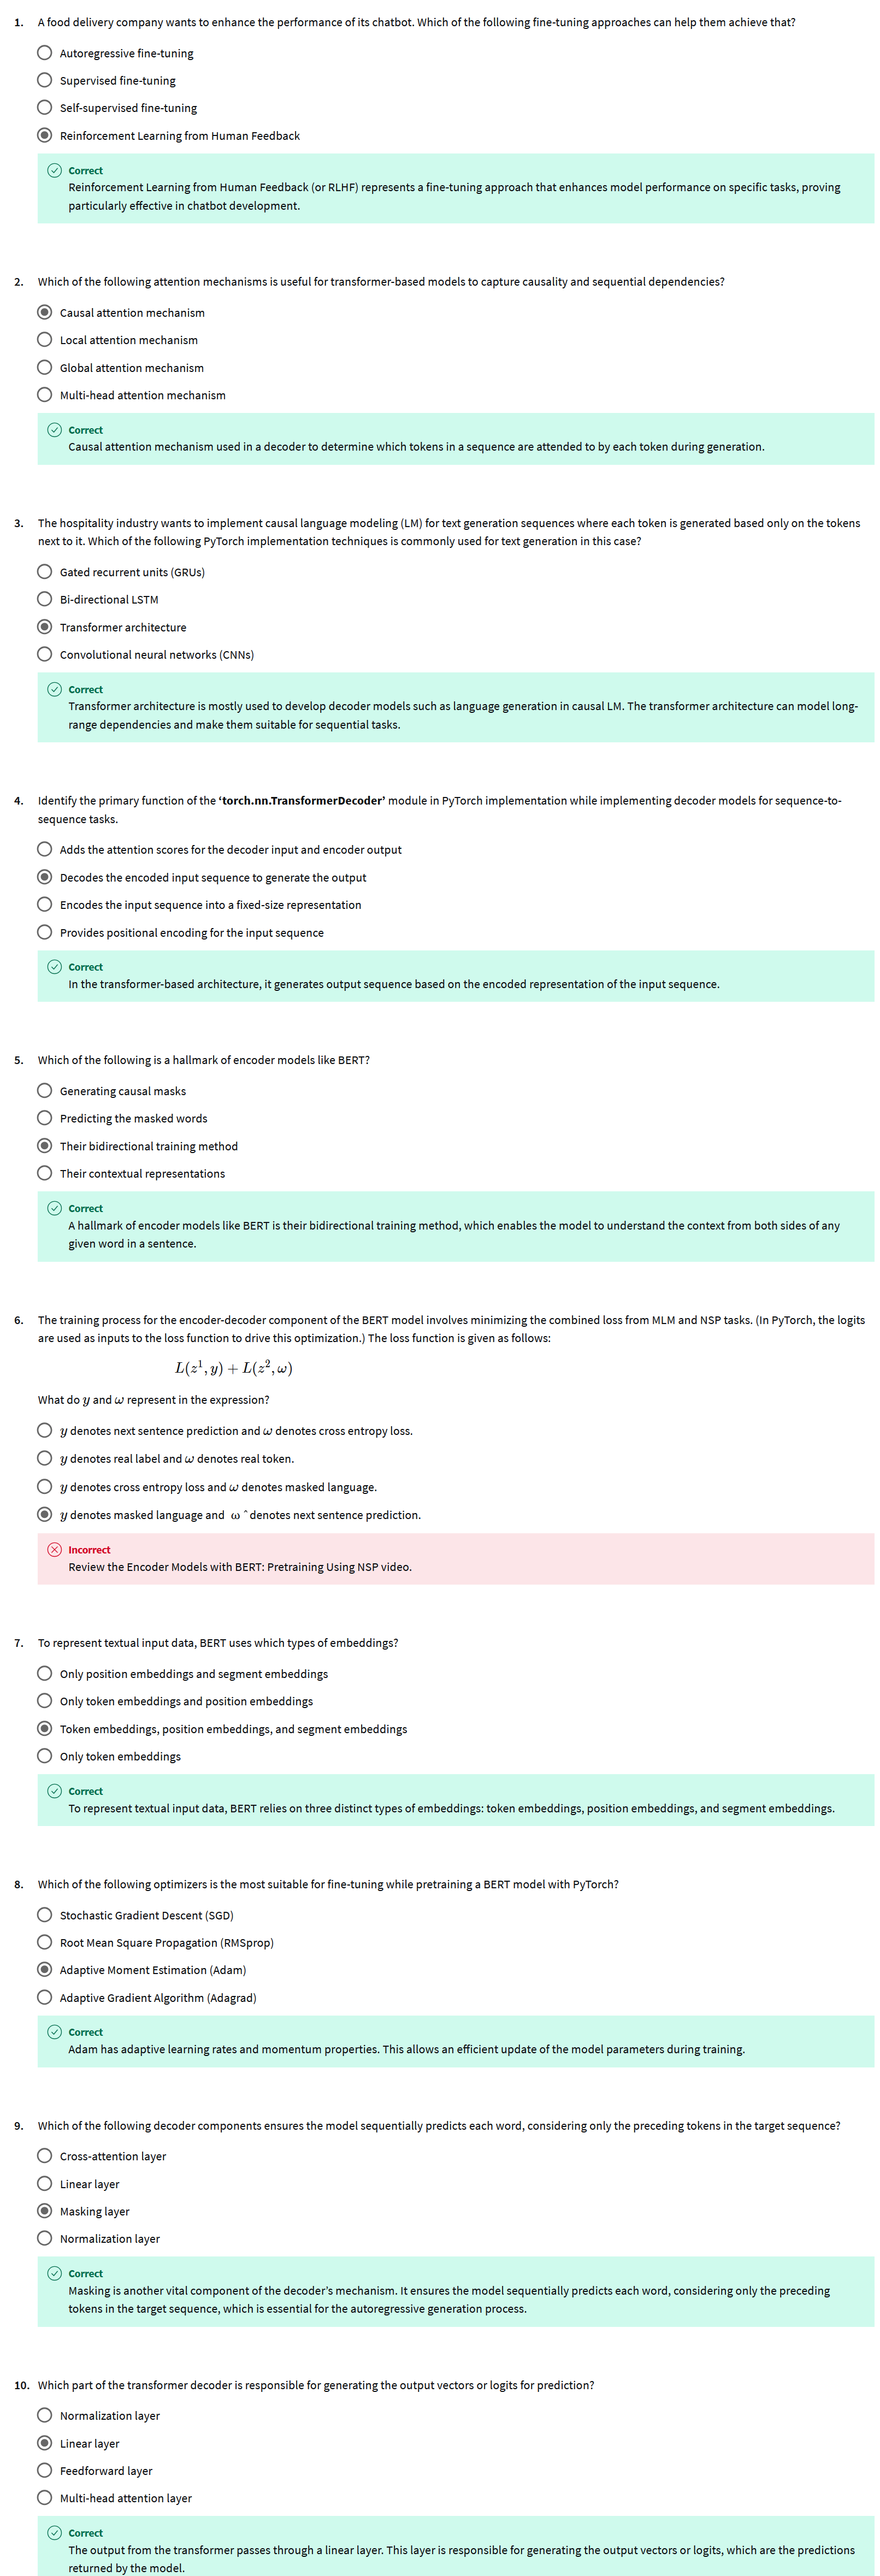 1. A food delivery company wants to enhance the performance of its chatbot. Which of the following fine-tuning approaches can help them achieve that?
Autoregressive fine-tuning
Supervised fine-tuning
Self-supervised fine-tuning
Reinforcement Learning from Human Feedback
Correct
Reinforcement Learning from Human Feedback (or RLHF) represents a fine-tuning approach that enhances model performance on specific tasks, proving
particularly effective in chatbot development.
2. Which of the following attention mechanisms is useful for transformer-based models to capture causality and sequential dependencies?
Causal attention mechanism
Local attention mechanism
Global attention mechanism
Multi-head attention mechanism
Correct
Causal attention mechanism used in a decoder to determine which tokens in a sequence are attended to by each token during generation.
3. The hospitality industry wants to implement causal language modeling (LM) for text generation sequences where each token is generated based only on the tokens
next to it. Which of the following PyTorch implementation techniques is commonly used for text generation in this case?
Gated recurrent units (GRUs)
Bi-directional LSTM
Transformer architecture
Convolutional neural networks (CNNs)
Correct
Transformer architecture is mostly used to develop decoder models such as language generation in causal LM. The transformer architecture can model long-
range dependencies and make them suitable for sequential tasks.
4. Identify the primary function of the ‘torch.nn.TransformerDecoder’ module in PyTorch implementation while implementing decoder models for sequence-to-
sequence tasks.
Adds the attention scores for the decoder input and encoder output
Decodes the encoded input sequence to generate the output
Encodes the input sequence into a fixed-size representation
Provides positional encoding for the input sequence
Correct
In the transformer-based architecture, it generates output sequence based on the encoded representation of the input sequence.
5. Which of the following is a hallmark of encoder models like BERT?
Generating causal masks
Predicting the masked words
Their bidirectional training method
Their contextual representations
Correct
A hallmark of encoder models like BERT is their bidirectional training method, which enables the model to understand the context from both sides of any
given word in a sentence.
6. The training process for the encoder-decoder component of the BERT model involves minimizing the combined loss from MLM and NSP tasks. (In PyTorch, the logits
are used as inputs to the loss function to drive this optimization.) The loss function is given as follows:
L(z¹, y) + L(z², ω)
What do y and ω represent in the expression?
y denotes next sentence prediction and ω denotes cross entropy loss.
y denotes real label and ω denotes real token.
y denotes cross entropy loss and ω denotes masked language.
y denotes masked language and ω ˆ denotes next sentence prediction.
Incorrect
Review the Encoder Models with BERT: Pretraining Using NSP video.
7. To represent textual input data, BERT uses which types of embeddings?
Only position embeddings and segment embeddings
Only token embeddings and position embeddings
Token embeddings, position embeddings, and segment embeddings
Only token embeddings
Correct
To represent textual input data, BERT relies on three distinct types of embeddings: token embeddings, position embeddings, and segment embeddings.
8. Which of the following optimizers is the most suitable for fine-tuning while pretraining a BERT model with PyTorch?
Stochastic Gradient Descent (SGD)
Root Mean Square Propagation (RMSprop)
Adaptive Moment Estimation (Adam)
Adaptive Gradient Algorithm (Adagrad)
Correct
Adam has adaptive learning rates and momentum properties. This allows an efficient update of the model parameters during training.
9. Which of the following decoder components ensures the model sequentially predicts each word, considering only the preceding tokens in the target sequence?
Cross-attention layer
Linear layer
Masking layer
Normalization layer
Correct
Masking is another vital component of the decoder’s mechanism. It ensures the model sequentially predicts each word, considering only the preceding
tokens in the target sequence, which is essential for the autoregressive generation process.
10. Which part of the transformer decoder is responsible for generating the output vectors or logits for prediction?
Normalization layer
Linear layer
Feedforward layer
Multi-head attention layer
Correct
The output from the transformer passes through a linear layer. This layer is responsible for generating the output vectors or logits, which are the predictions
returned by the model.